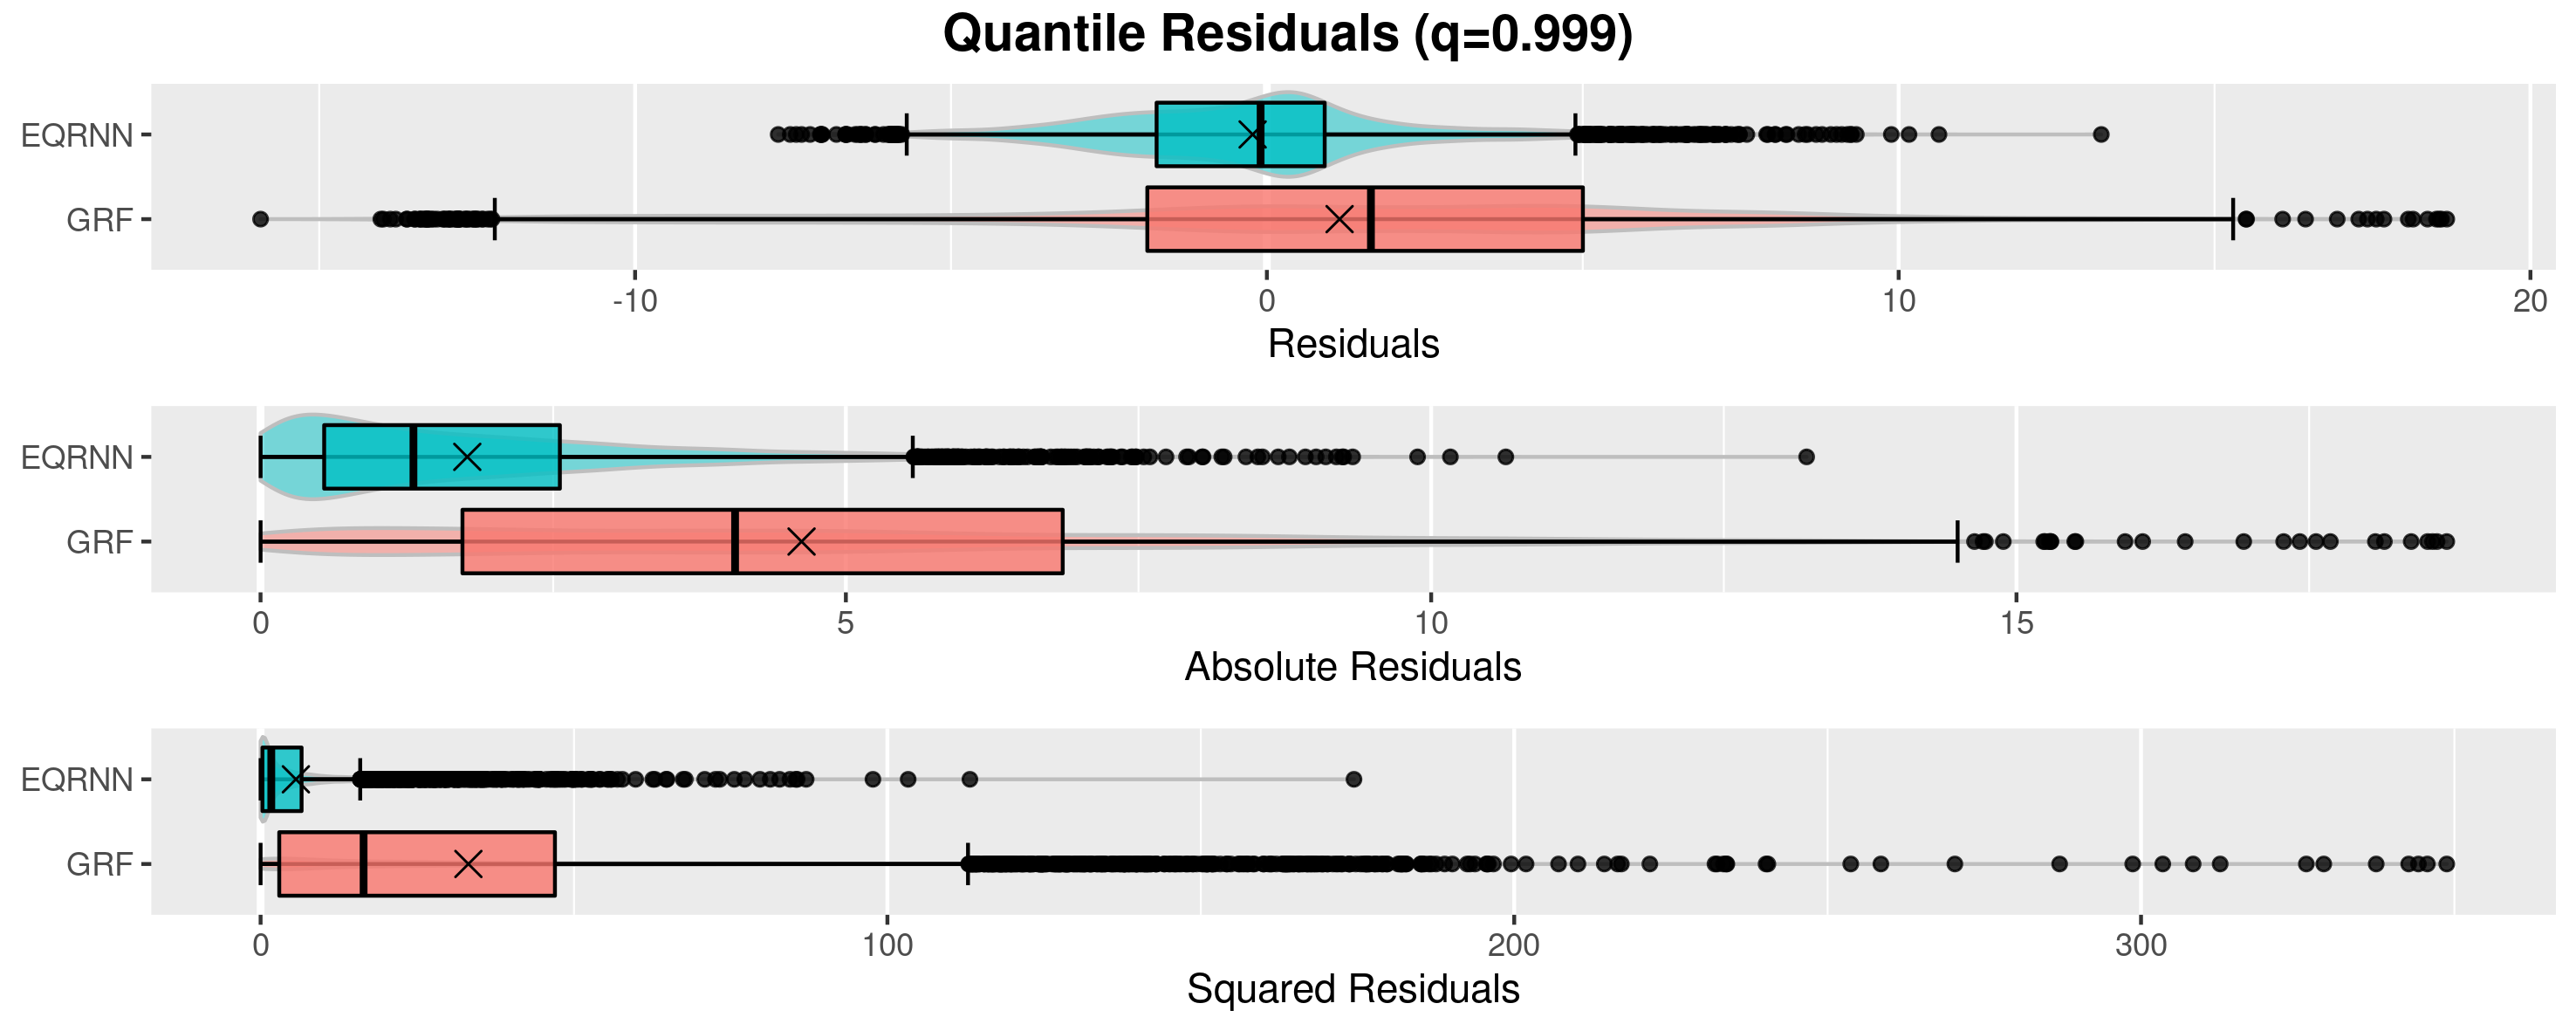 Quantile Residuals (q=0.999)
EQRNN
GRF
-10 0 10 20
Residuals
EQRNN
GRF
0 5 10 15
Absolute Residuals
EQRNN
GRF
0 100 200 300
Squared Residuals